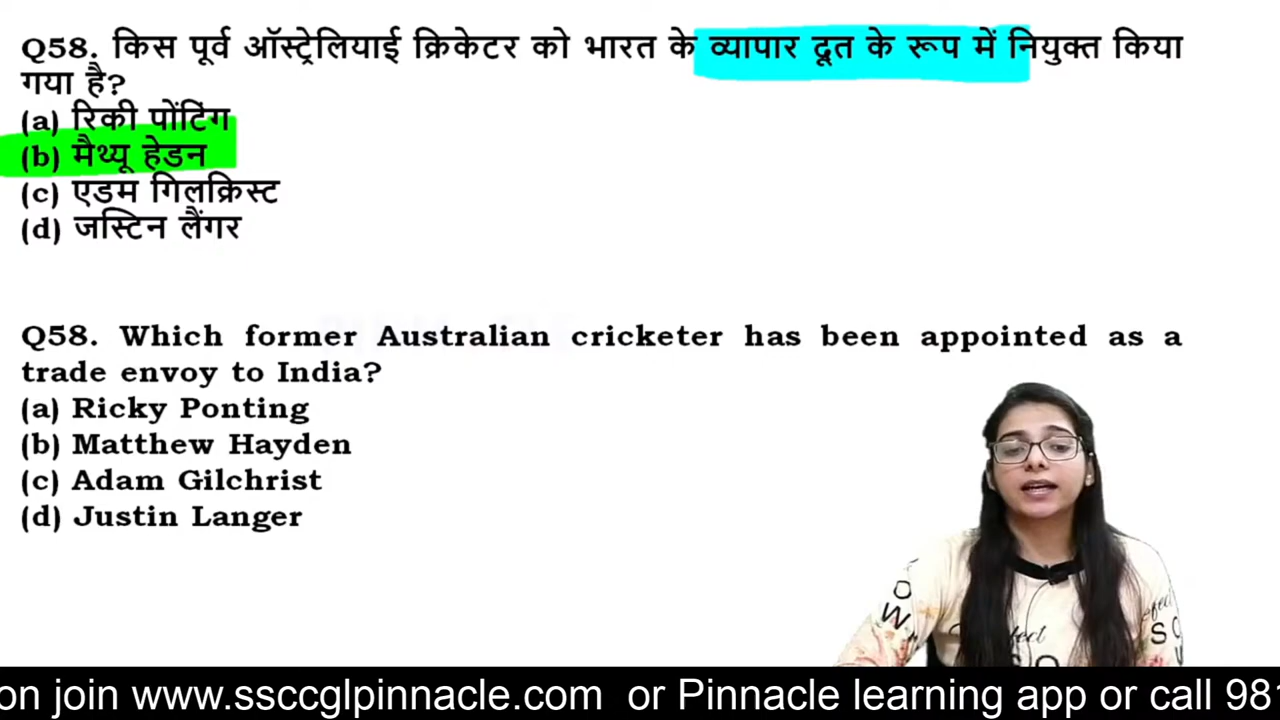 Q58. किस पूर्व ऑस्ट्रेलियाई क्रिकेटर को भारत के व्यापार दूत के रूप में नियुक्त किया
गया है?
(a) रिकी पोंटिंग
(b) मैथ्यू हेडन
(c) एडम गिलक्रिस्ट
(d) जस्टिन लैंगर
Q58. Which former Australian cricketer has been appointed as a
trade envoy to India?
(a) Ricky Ponting
(b) Matthew Hayden
(c) Adam Gilchrist
(d) Justin Langer
on join www.ssccglpinnacle.com or Pinnacle learning app or call 981